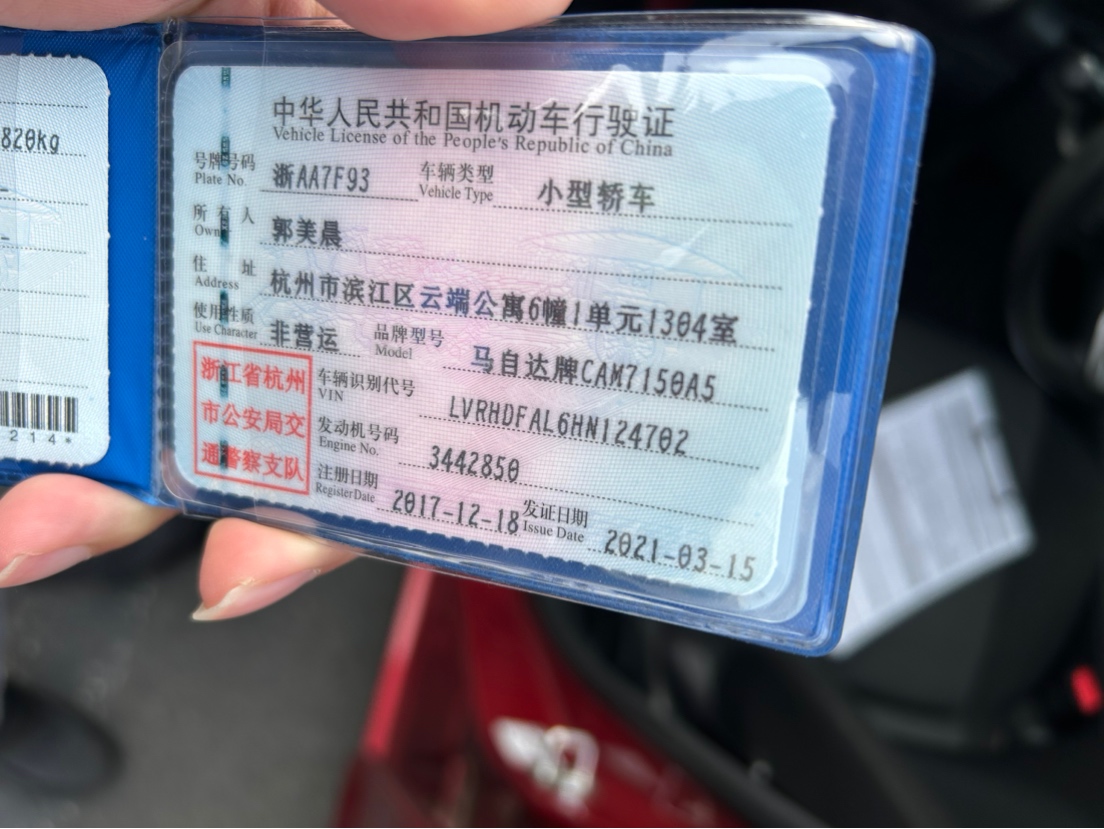 820Kg
214*
中华人民共和国机动车行驶证
Vehicle License of the People's Republic of China
号牌号码 浙AA7F93 车辆类型 小型轿车
Plate No. Vehicle Type
所有人 郭美晨
Owner
住址 杭州市滨江区云端公寓6幢1单元1304室
Address
使用性质 非营运 品牌型号 马自达牌CAM7150A5
Use Character Model
浙江省杭州
市公安局交
通警察支队
车辆识别代号 LVRHDFAL6HN124702
VIN
发动机号码 3442850
Engine No.
注册日期 2017-12-18 发证日期 2021-03-15
Register Date Issue Date